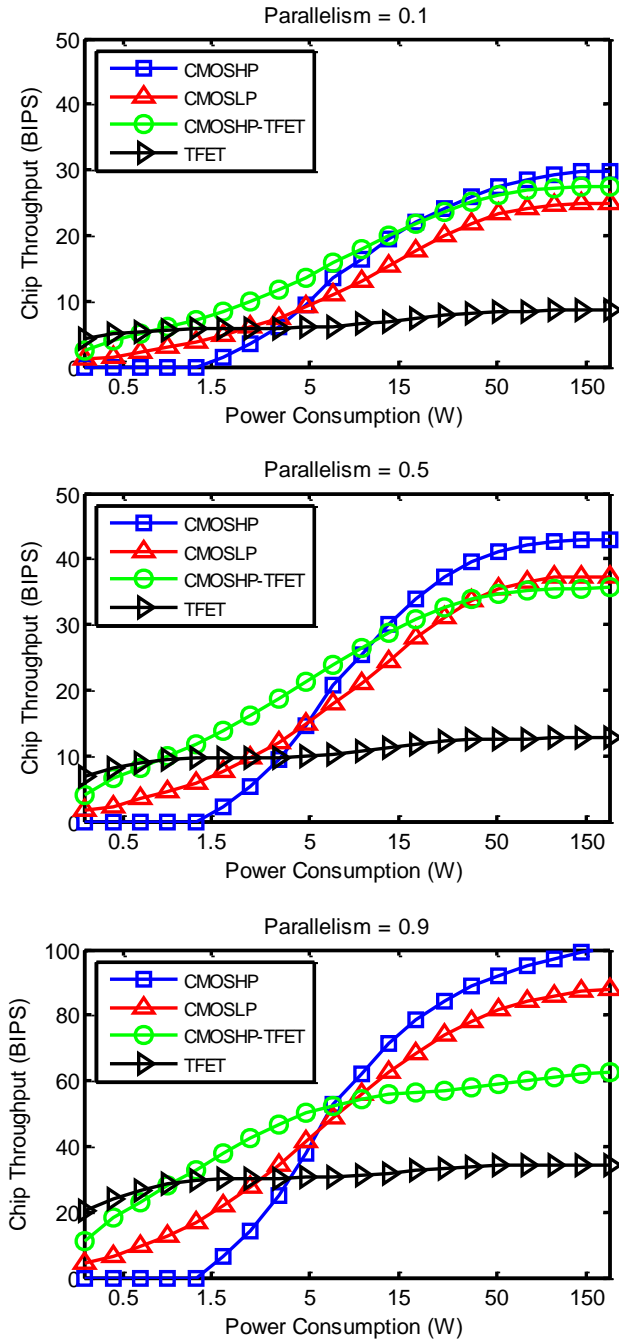 Parallelism = 0.1
50
40
30
20
10
0
Chip Throughput (BIPS)
CMOSHP
CMOSLP
CMOSHP-TFET
TFET
0.5 1.5 5 15 50 150
Power Consumption (W)
Parallelism = 0.5
50
40
30
20
10
0
Chip Throughput (BIPS)
CMOSHP
CMOSLP
CMOSHP-TFET
TFET
0.5 1.5 5 15 50 150
Power Consumption (W)
Parallelism = 0.9
100
80
60
40
20
0
Chip Throughput (BIPS)
CMOSHP
CMOSLP
CMOSHP-TFET
TFET
0.5 1.5 5 15 50 150
Power Consumption (W)